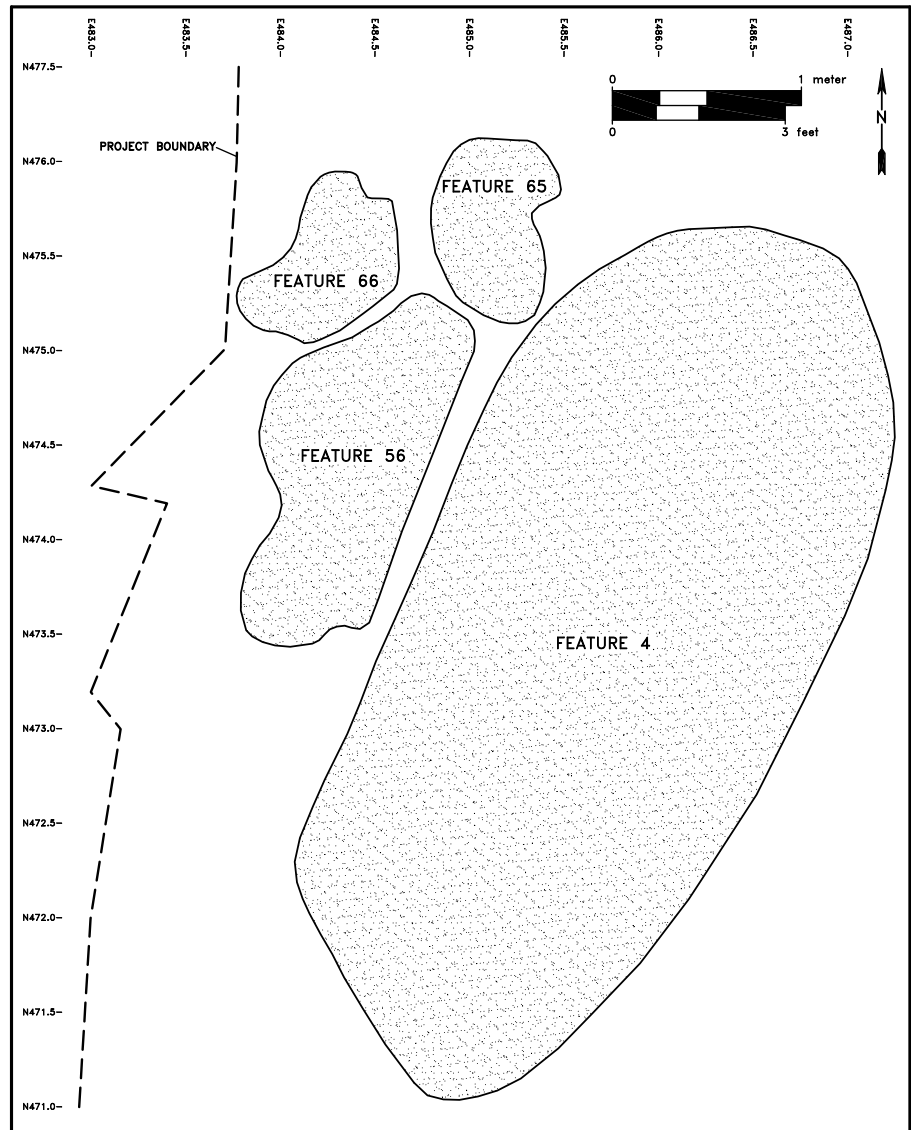 E483.0
E483.5
E484.0
E484.5
E485.0
E485.5
E486.0
E486.5
E487.0
N477.5
0 1 meter
N
0 3 feet
PROJECT BOUNDARY
N476.0
FEATURE 65
N475.5
FEATURE 66
N475.0
N474.5
FEATURE 56
N474.0
N473.5
FEATURE 4
N473.0
N472.5
N472.0
N471.5
N471.0